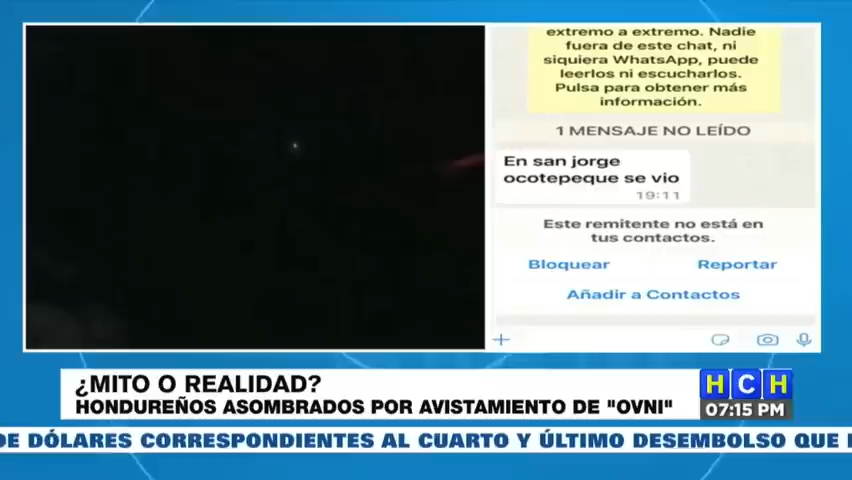 extremo a extremo. Nadie
fuera de este chat, ni
siquiera WhatsApp, puede
leerlos ni escucharlos.
Pulsa para obtener más
información.
1 MENSAJE NO LEÍDO
En san jorge
ocotepeque se vio
19:11
Este remitente no está en
tus contactos.
Bloquear
Reportar
Añadir a Contactos
¿MITO O REALIDAD?
HONDUREÑOS ASOMBRADOS POR AVISTAMIENTO DE "OVNI"
HCH
07:15 PM
DE DÓLARES CORRESPONDIENTES AL CUARTO Y ÚLTIMO DESEMBOLSO QUE